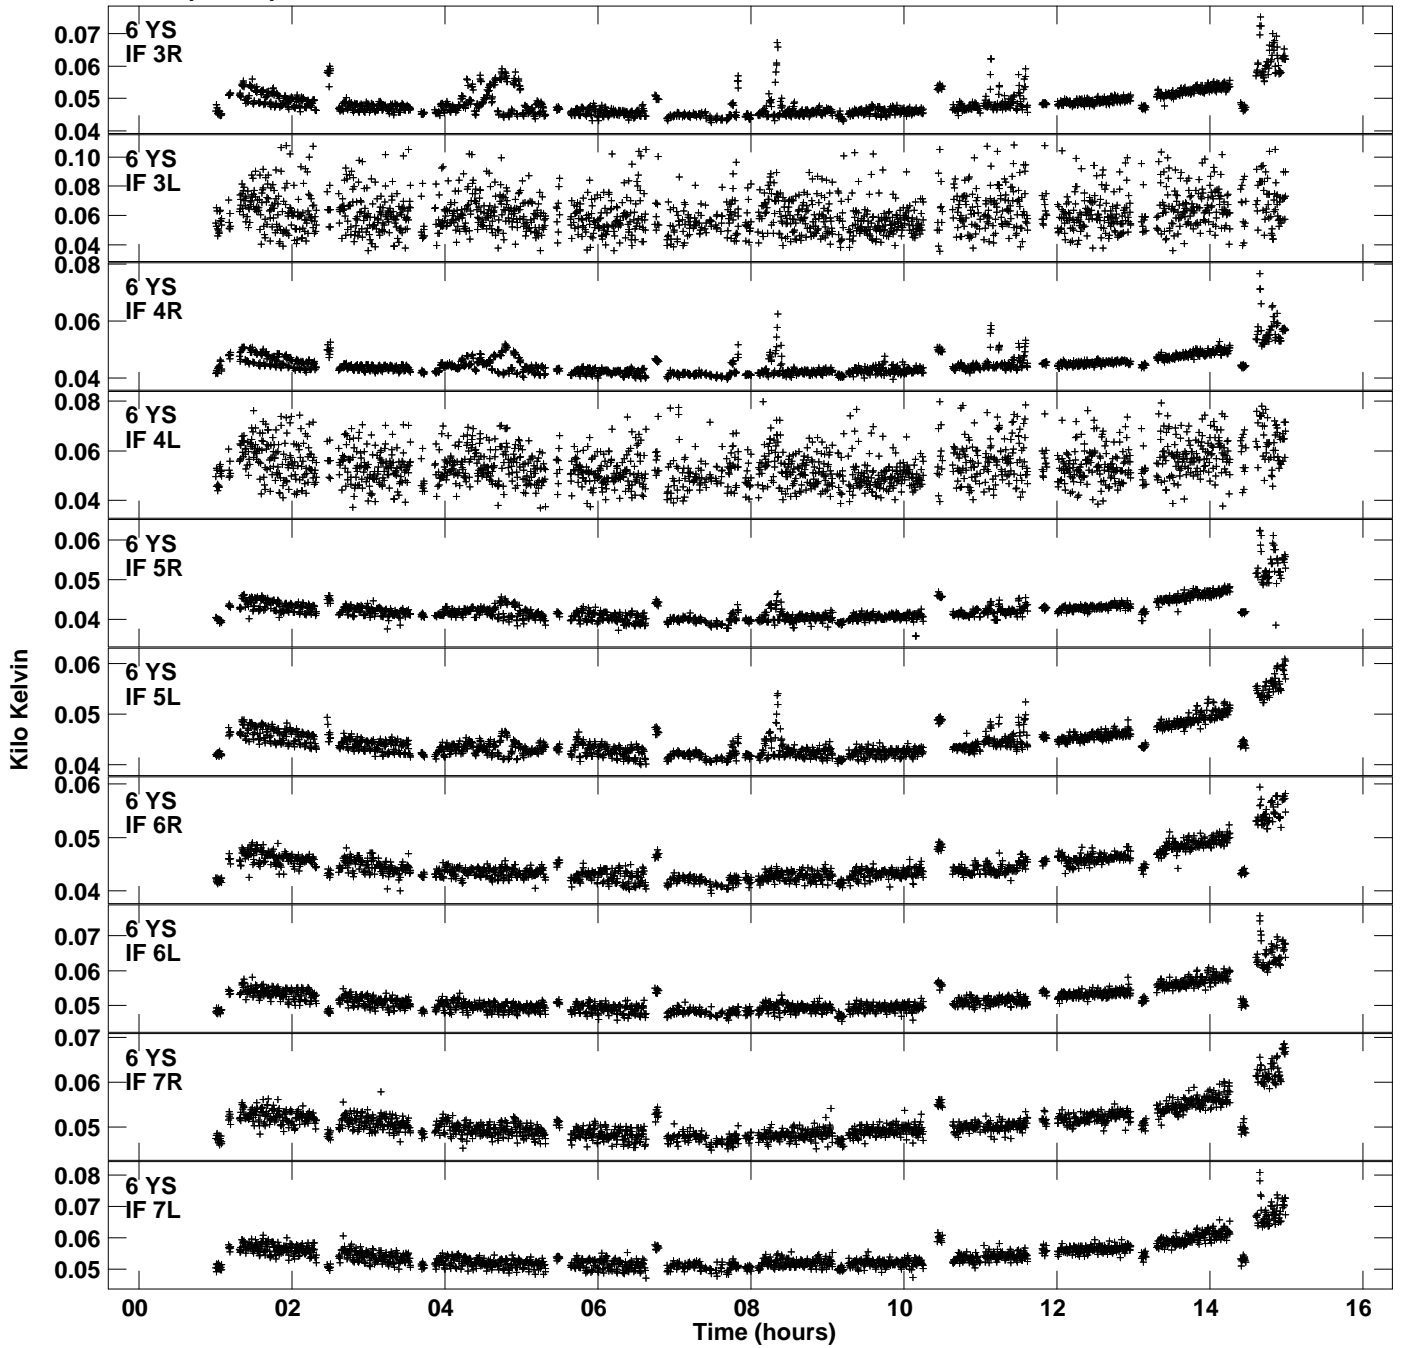 6 YS
IF 3R
0.07
0.06
0.05
0.04
6 YS
IF 3L
0.10
0.08
0.06
0.04
6 YS
IF 4R
0.08
0.06
0.04
6 YS
IF 4L
0.08
0.06
0.04
6 YS
IF 5R
0.06
0.05
0.04
6 YS
IF 5L
0.06
0.05
0.04
6 YS
IF 6R
0.06
0.05
0.04
6 YS
IF 6L
0.07
0.06
0.05
6 YS
IF 7R
0.07
0.06
0.05
6 YS
IF 7L
0.08
0.07
0.06
0.05
Kilo Kelvin
00 02 04 06 08 10 12 14 16
Time (hours)